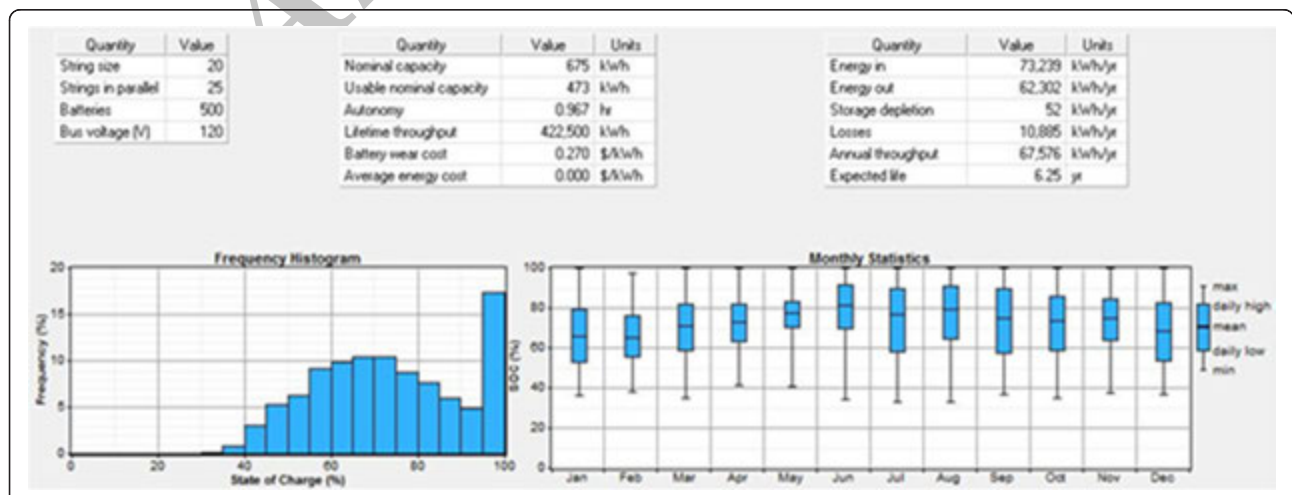 Quantity Value
String size 20
Strings in parallel 25
Batteries 500
Bus voltage (V) 120
Quantity Value Units
Nominal capacity 675 kWh
Usable nominal capacity 473 kWh
Autonomy 0.967 hr
Lifetime throughput 422,500 kWh
Battery wear cost 0.270 $/kWh
Average energy cost 0.000 $/kWh
Quantity Value Units
Energy in 73,239 kWh/yr
Energy out 62,302 kWh/yr
Storage depletion 52 kWh/yr
Losses 10,885 kWh/yr
Annual throughput 67,576 kWh/yr
Expected life 6.25 yr
Frequency Histogram
Frequency (%)
20
15
10
5
0
0 20 40 60 80 100
State of Charge (%)
Monthly Statistics
SOC (%)
100
80
60
40
20
0
Jan Feb Mar Apr May Jun Jul Aug Sep Oct Nov Dec
max
daily high
mean
daily low
min